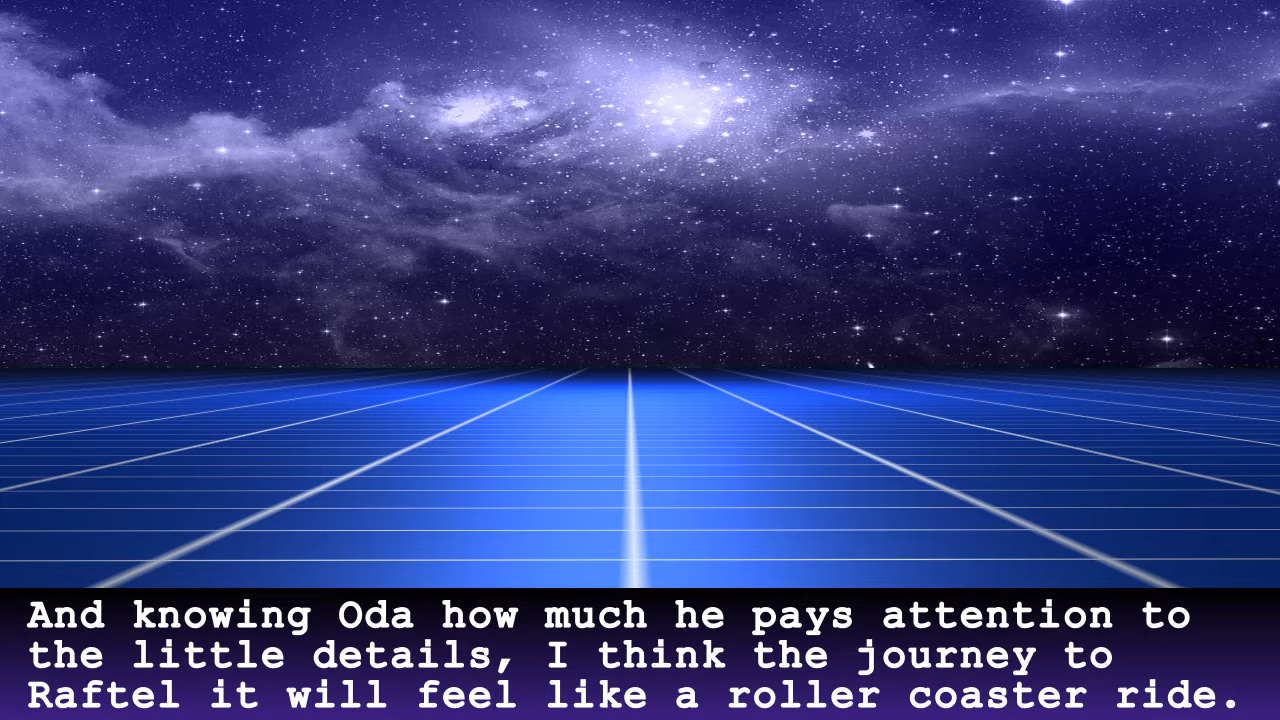 And knowing Oda how much he pays attention to
the little details, I think the journey to
Raftel it will feel like a roller coaster ride.